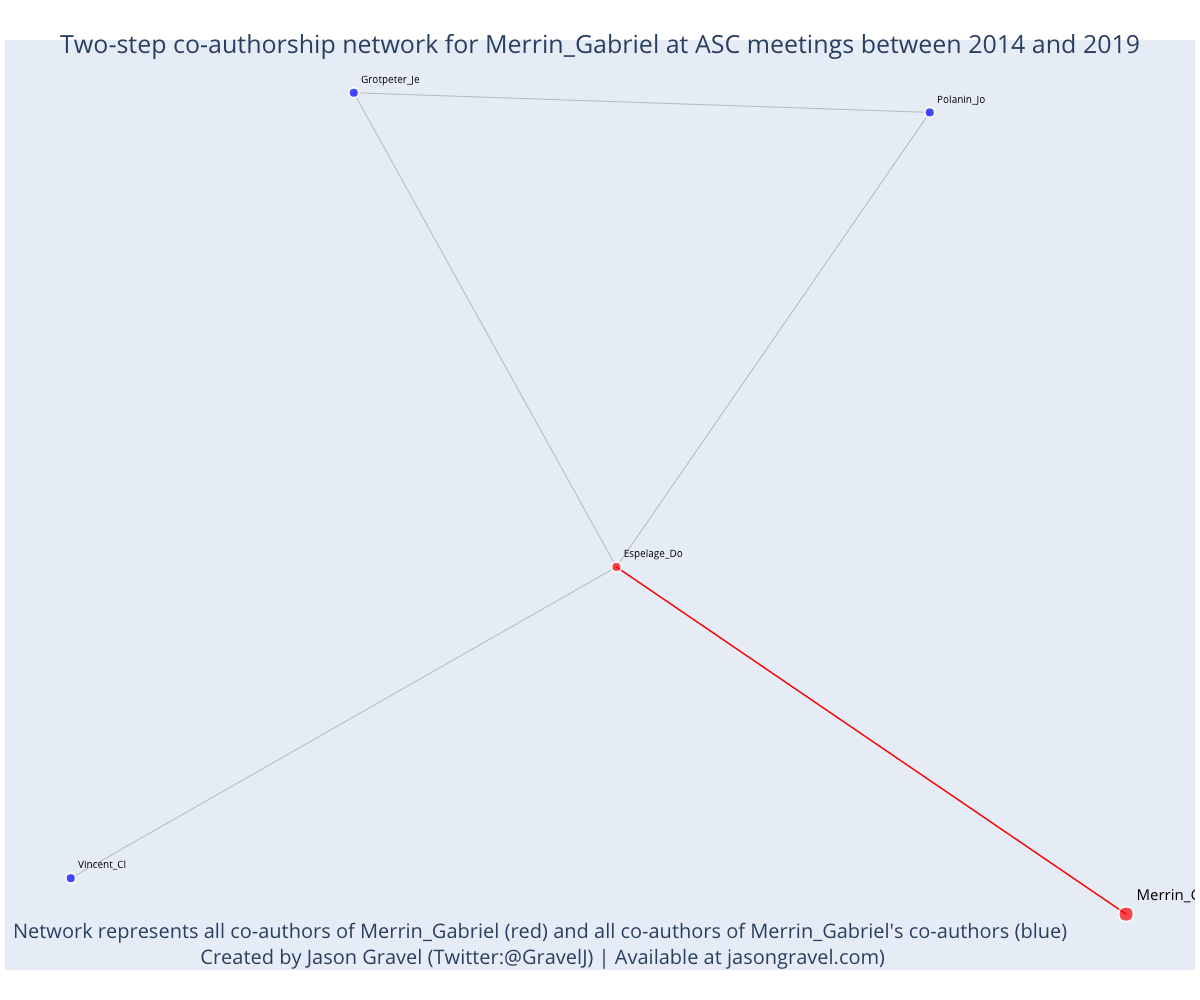 Two-step co-authorship network for Merrin_Gabriel at ASC meetings between 2014 and 2019
Grotpeter_Je
Polanin_Jo
Espelage_Do
Vincent_Cl
Merrin_G
Network represents all co-authors of Merrin_Gabriel (red) and all co-authors of Merrin_Gabriel's co-authors (blue)
Created by Jason Gravel (Twitter:@GravelJ) | Available at jasongravel.com)